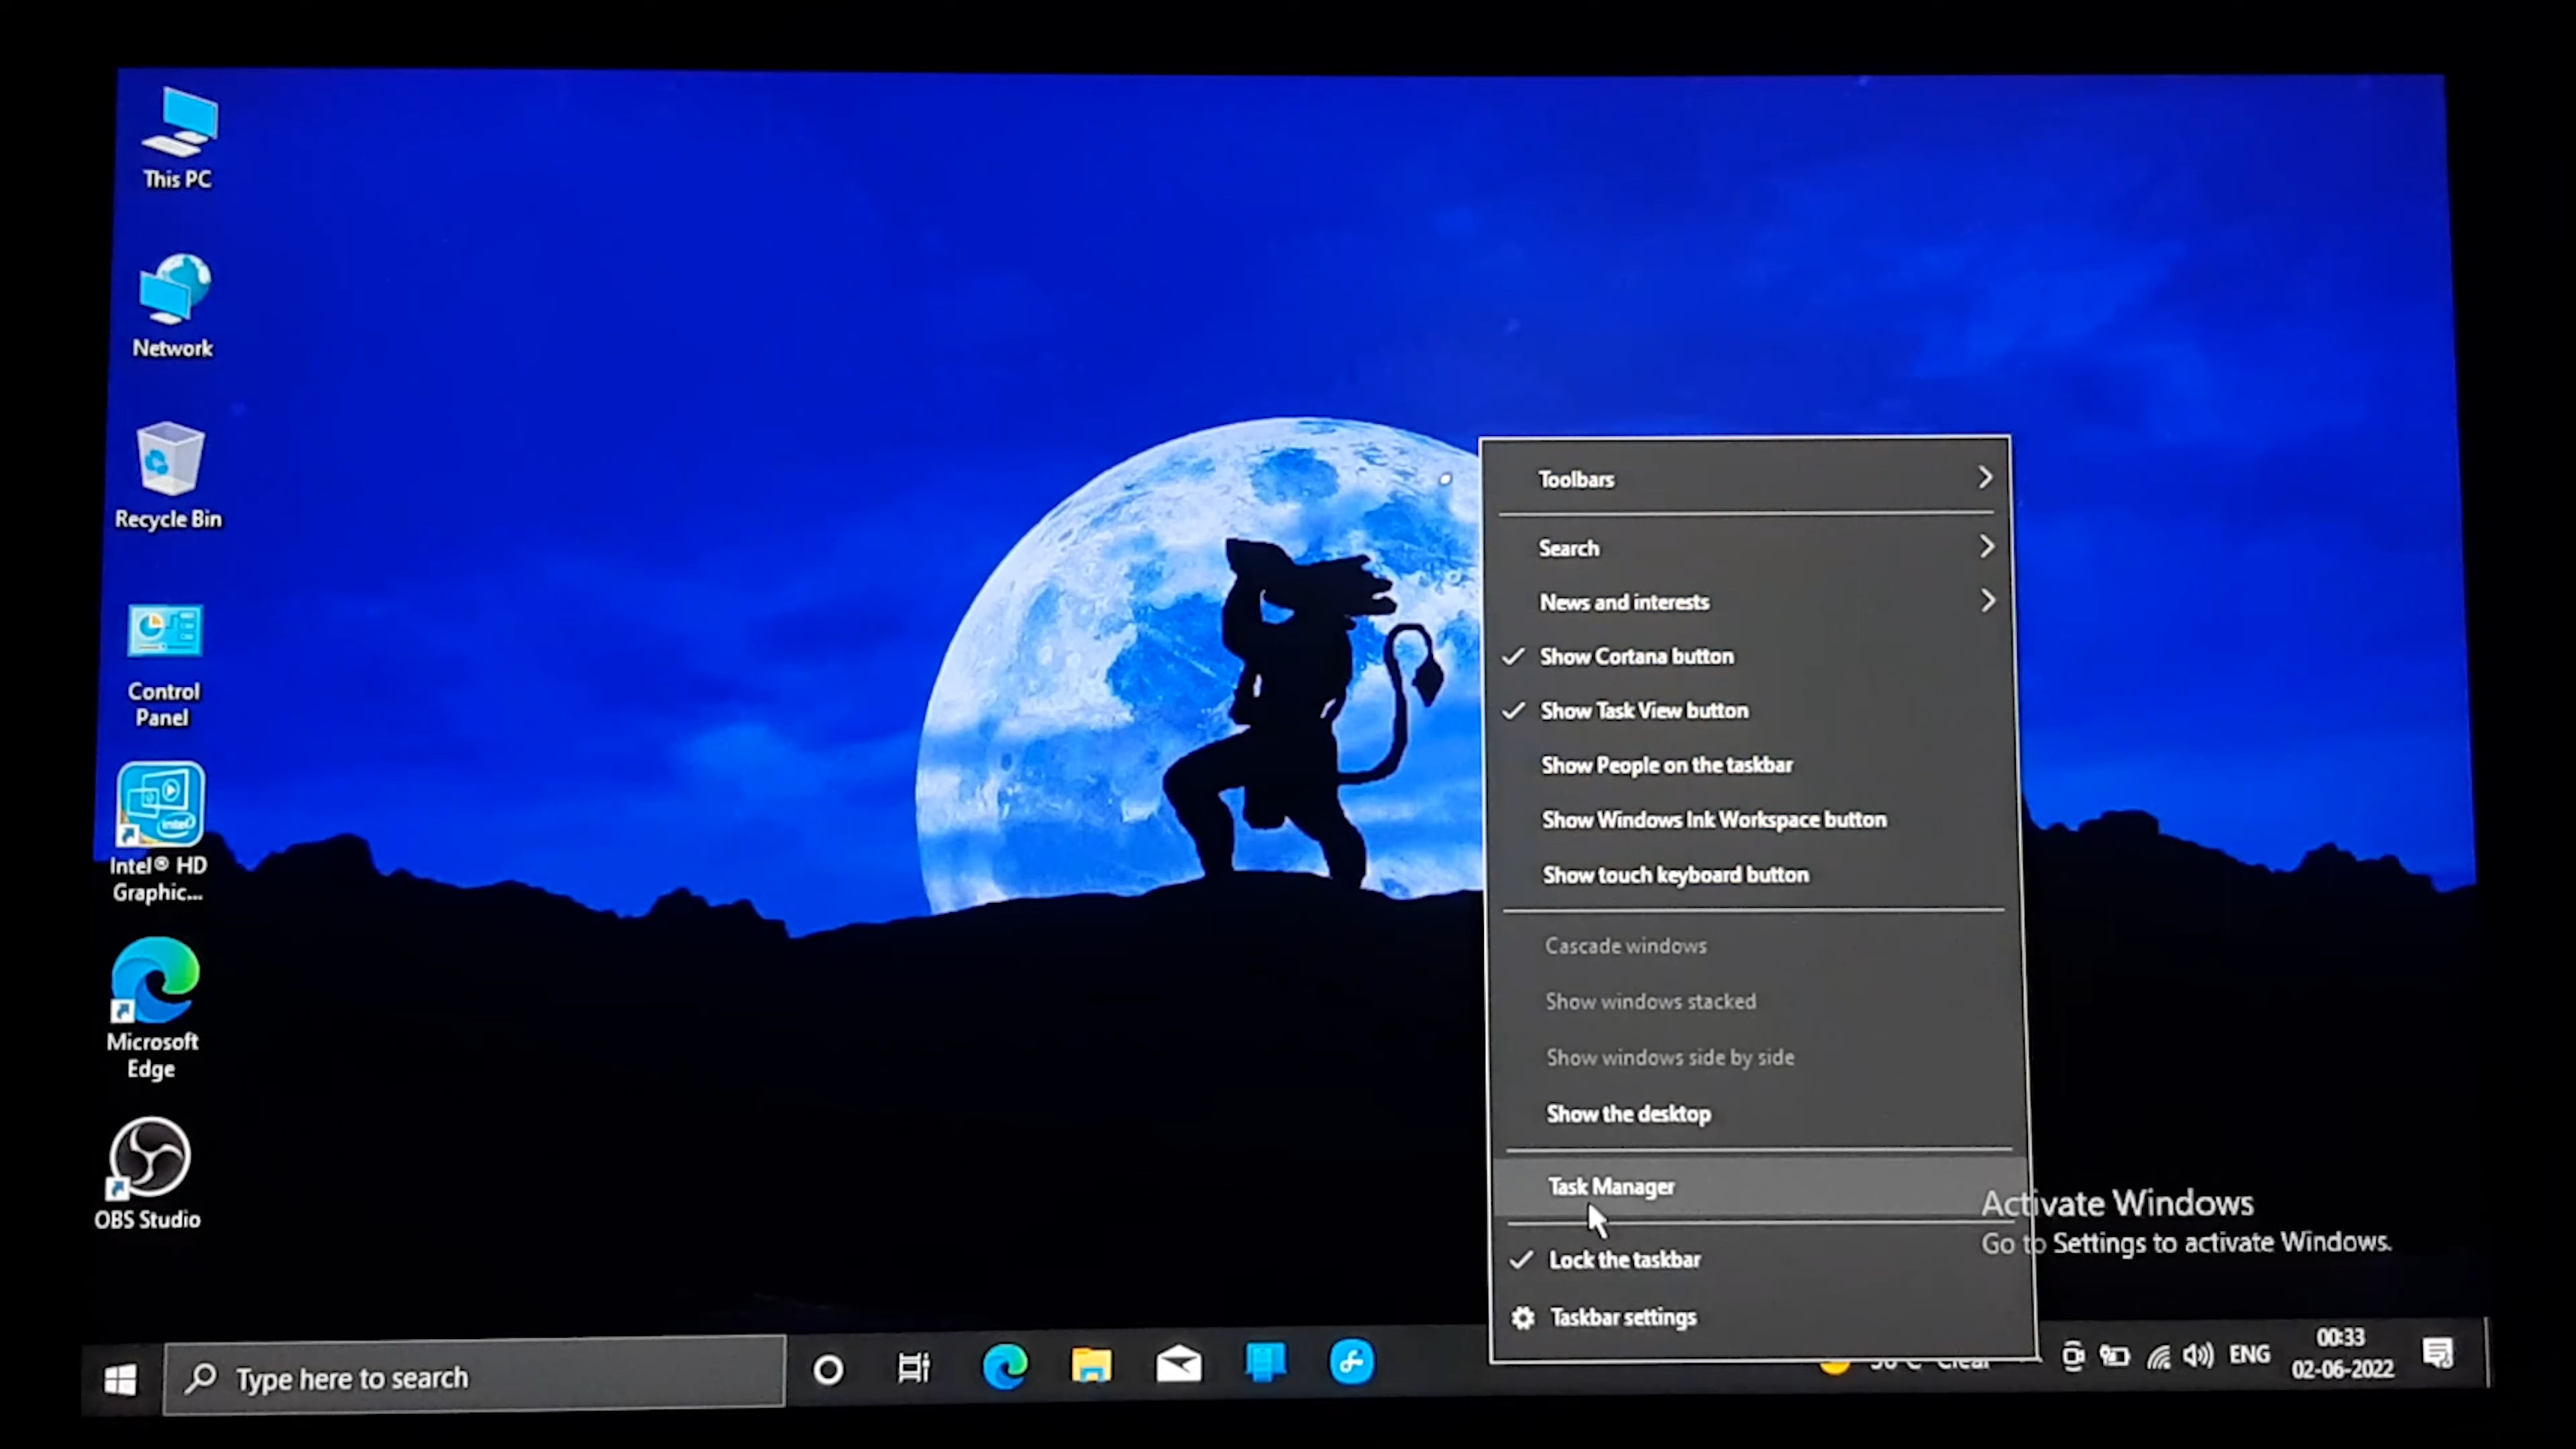 This PC
Network
Recycle Bin
Control
Panel
intel
Intel® HD
Graphic...
Microsoft
Edge
OBS Studio
Toolbars
Search
News and interests
Show Cortana button
Show Task View button
Show People on the taskbar
Show Windows Ink Workspace button
Show touch keyboard button
Cascade windows
Show windows stacked
Show windows side by side
Show the desktop
Task Manager
Lock the taskbar
Taskbar settings
Activate Windows
Go to Settings to activate Windows.
Type here to search
Clear
ENG
00:33
02-06-2022